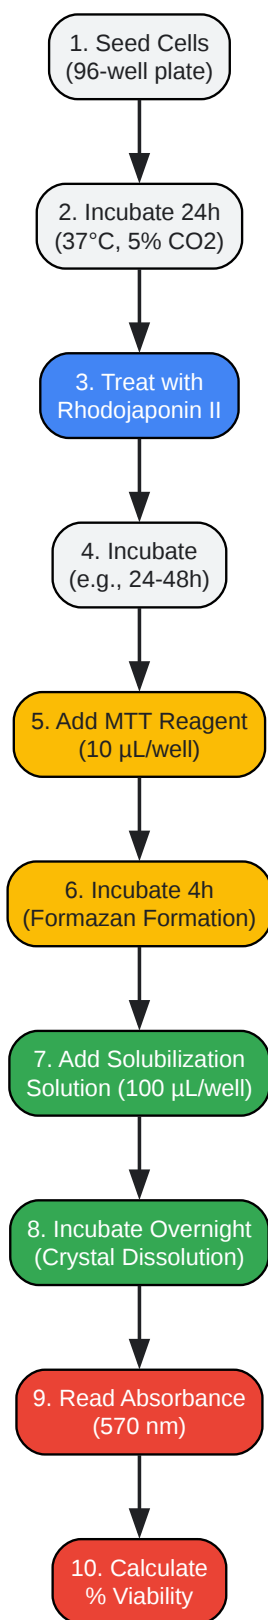 1. Seed Cells
(96-well plate)
2. Incubate 24h
(37°C, 5% CO2)
3. Treat with
Rhodojaponin II
4. Incubate
(e.g., 24-48h)
5. Add MTT Reagent
(10 µL/well)
6. Incubate 4h
(Formazan Formation)
7. Add Solubilization
Solution (100 µL/well)
8. Incubate Overnight
(Crystal Dissolution)
9. Read Absorbance
(570 nm)
10. Calculate
% Viability